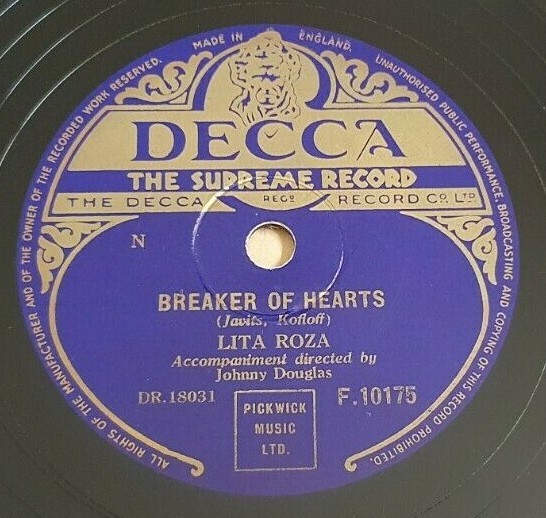 MADE IN ENGLAND.
ALL RIGHTS OF THE MANUFACTURER AND OF THE OWNER OF THE RECORDED WORK RESERVED.
UNAUTHORISED PUBLIC PERFORMANCE, BROADCASTING AND COPYING OF THIS RECORD PROHIBITED.
DECCA
THE SUPREME RECORD
THE DECCA REGD RECORD CO. LTD
N
BREAKER OF HEARTS
(Javits, Kofloff)
LITA ROZA
Accompaniment directed by
Johnny Douglas
DR.18031 F.10175
PICKWICK
MUSIC
LTD.